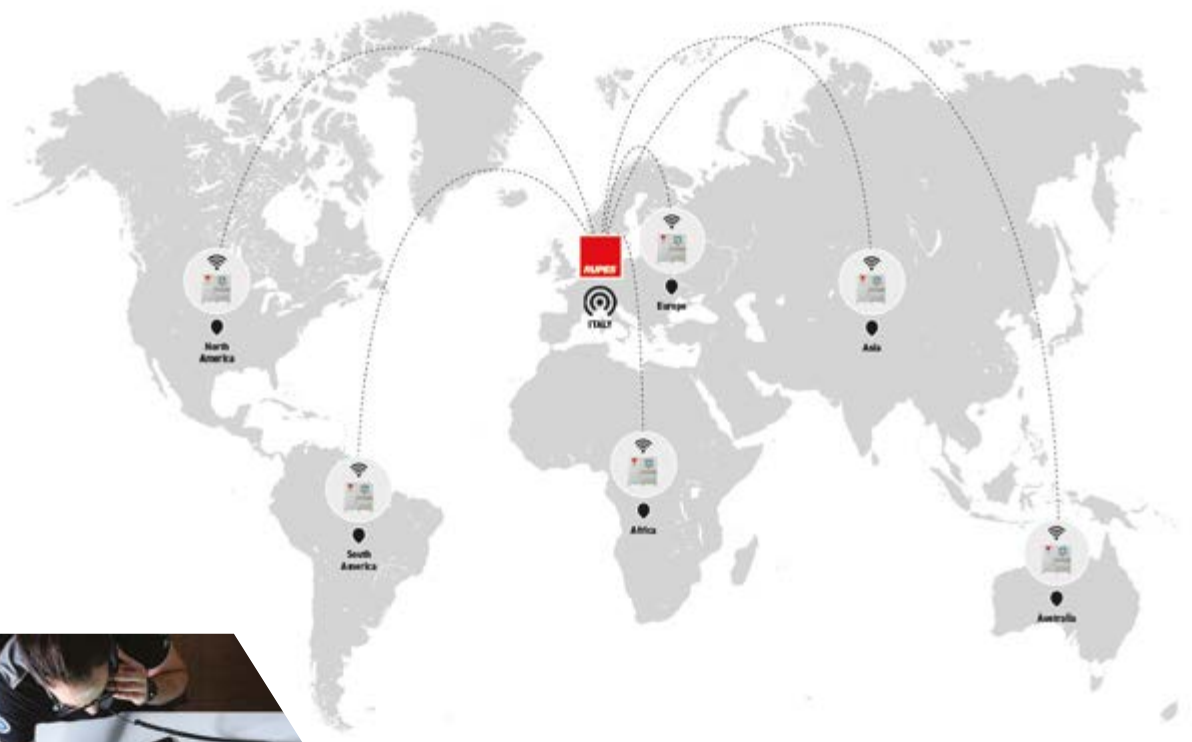 RUPES
ITALY
Europe
North
America
Asia
Africa
South
America
Australia